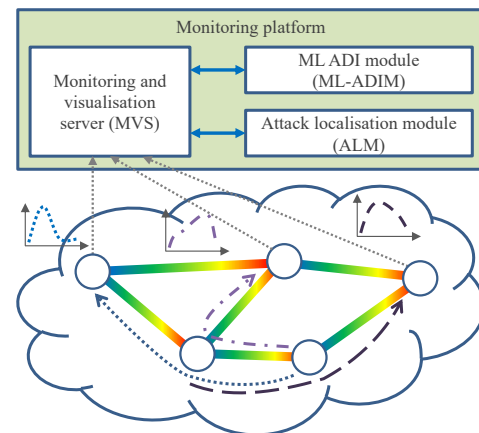 Monitoring platform
Monitoring and
visualisation
server (MVS)
ML ADI module
(ML-ADIM)
Attack localisation module
(ALM)